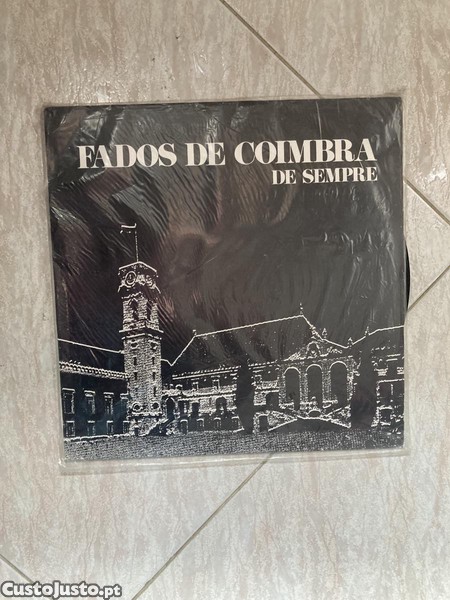 FADOS DE COIMBRA
DE SEMPRE
CustoJusto.pt